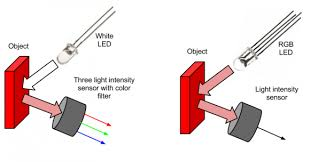 White
LED
Object
Three light intensity
sensor with color
filter
RGB
LED
Object
Light intensity
sensor